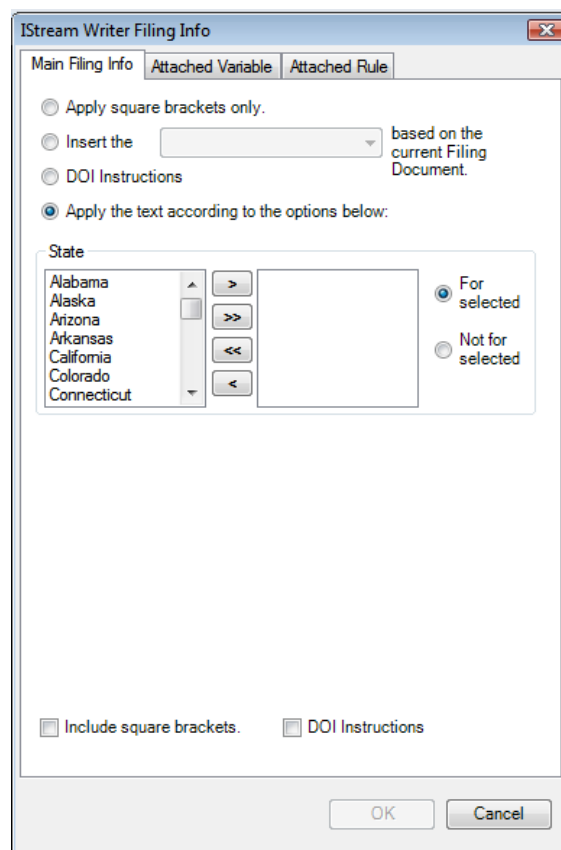 IStream Writer Filing Info
Main Filing Info Attached Variable Attached Rule
Apply square brackets only.
Insert the based on the
current Filing
Document.
DOI Instructions
Apply the text according to the options below:
State
Alabama
Alaska
Arizona
Arkansas
California
Colorado
Connecticut
>
>>
<<
<
For
selected
Not for
selected
Include square brackets. DOI Instructions
OK Cancel